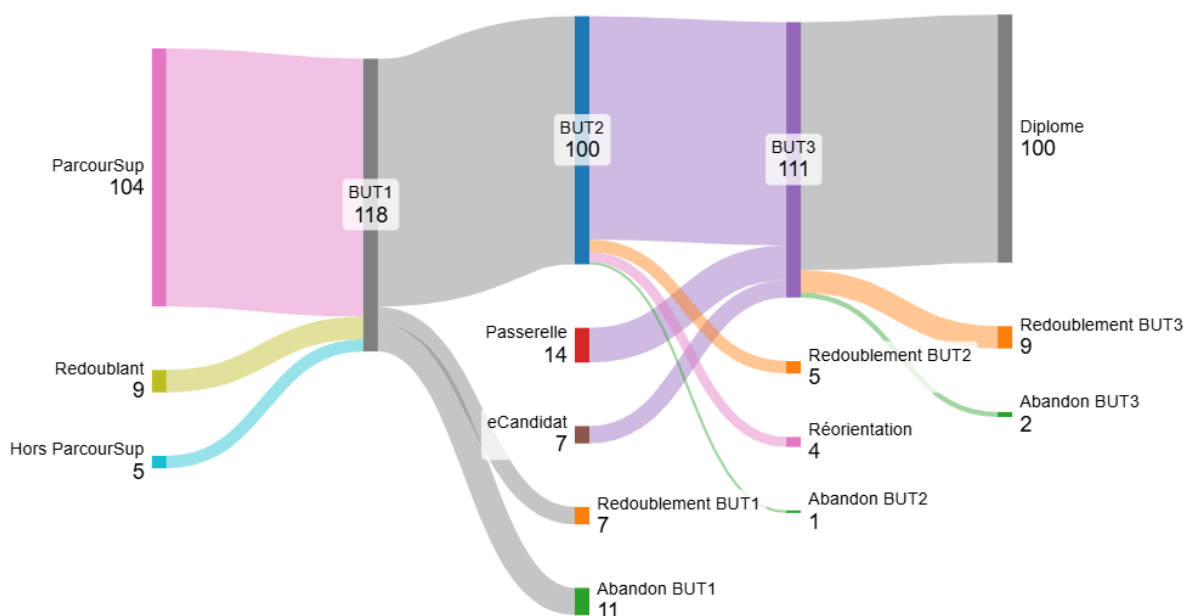 ParcourSup
104
Redoublant
9
Hors ParcourSup
5
BUT1
118
BUT2
100
Passerelle
14
eCandidat
7
Redoublement BUT1
7
Abandon BUT1
11
BUT3
111
Redoublement BUT2
5
Réorientation
4
Abandon BUT2
1
Diplome
100
Redoublement BUT3
9
Abandon BUT3
2